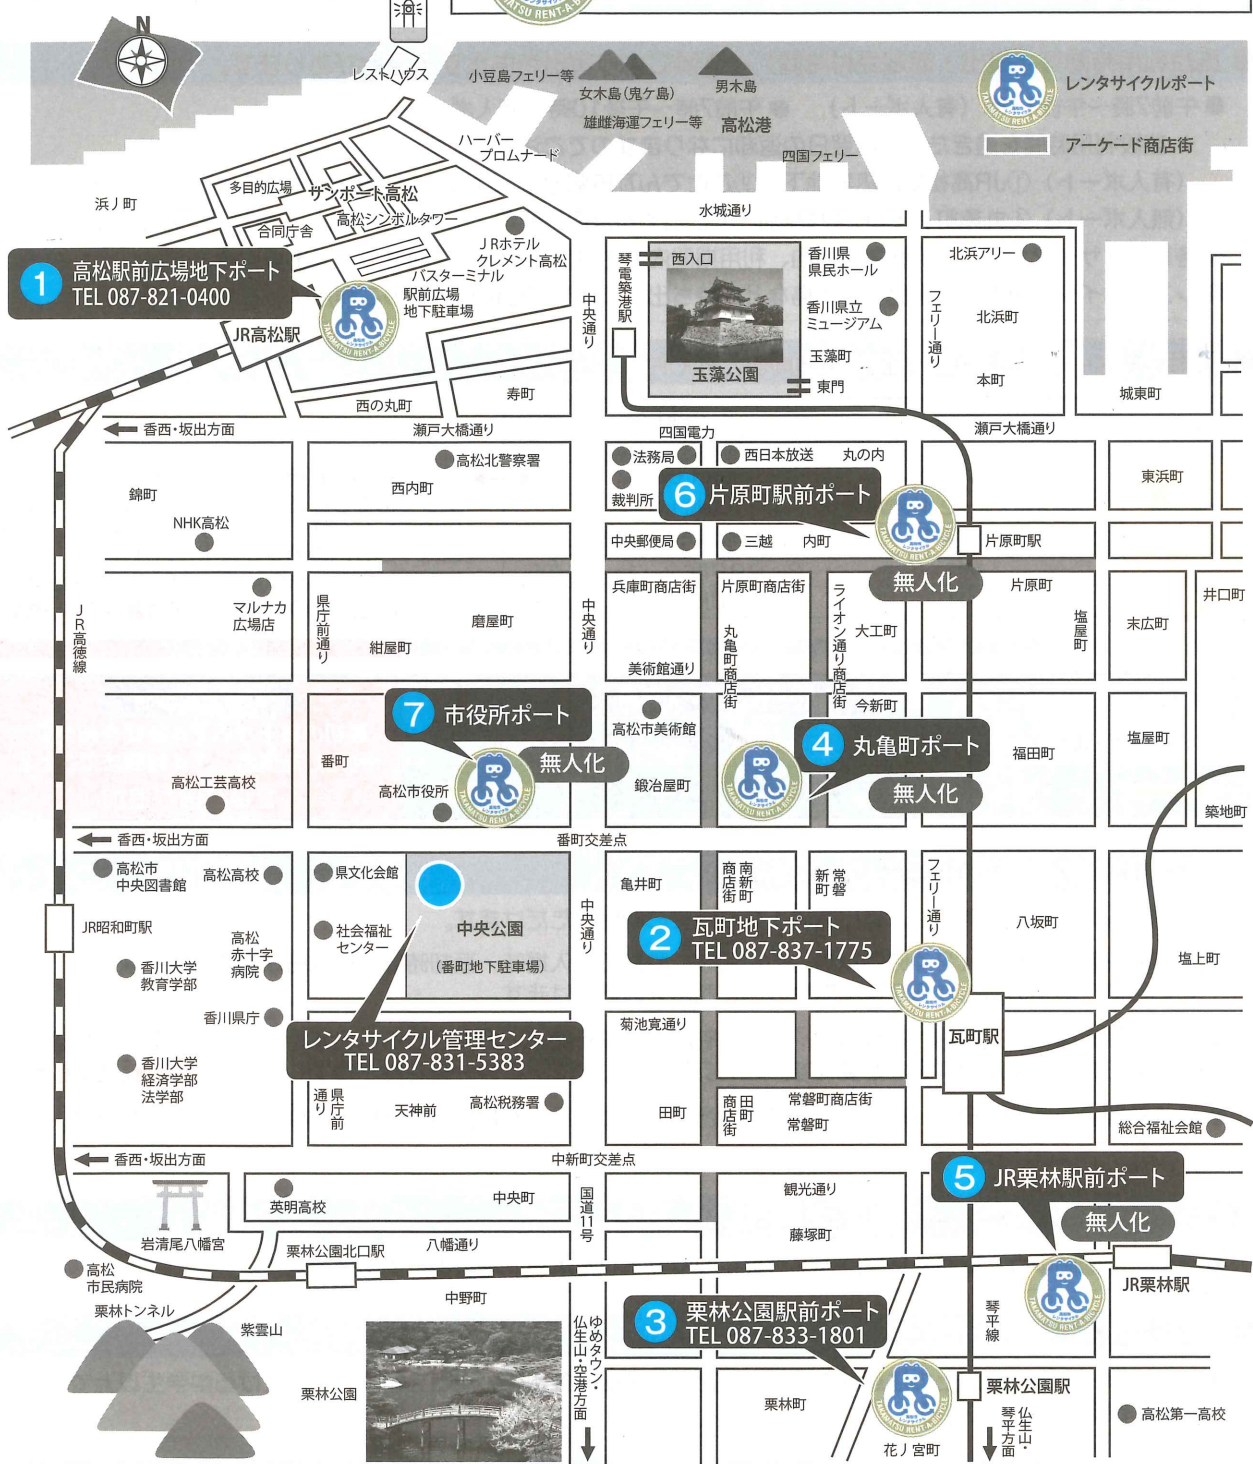 TAKAMATSU RENT-A-BICYCLE
N
レストハウス
小豆島フェリー等
女木島(鬼ケ島)
男木島
雄雌海運フェリー等
高松港
レンタサイクルポート
アーケード商店街
ハーバー
プロムナード
四国フェリー
浜ノ町
多目的広場
サンポート高松
高松シンボルタワー
合同庁舎
水城通り
JRホテル
クレメント高松
バスターミナル
駅前広場
地下駐車場
1 高松駅前広場地下ポート
TEL 087-821-0400
JR高松駅
中央通り
琴電築港駅
西入口
玉藻公園
東門
香川県
県民ホール
香川県立
ミュージアム
玉藻町
フェリー通り
北浜アリー
北浜町
本町
城東町
西の丸町
寿町
香西・坂出方面
瀬戸大橋通り
四国電力
瀬戸大橋通り
錦町
高松北警察署
西内町
法務局
裁判所
西日本放送
丸の内
東浜町
6 片原町駅前ポート
NHK高松
中央郵便局
三越
内町
片原町駅
無人化
JR高徳線
マルナカ
広場店
県庁前通り
磨屋町
紺屋町
中央通り
兵庫町商店街
片原町商店街
丸亀町商店街
ライオン通り商店街
大工町
片原町
塩屋町
末広町
井口町
美術館通り
今新町
7 市役所ポート
無人化
番町
高松市役所
高松工芸高校
高松市美術館
鍛冶屋町
4 丸亀町ポート
無人化
福田町
塩屋町
築地町
香西・坂出方面
番町交差点
高松市
中央図書館
高松高校
県文化会館
社会福祉
センター
中央公園
(番町地下駐車場)
中央通り
亀井町
南新町
商店街
常磐
新町
フェリー通り
八坂町
塩上町
2 瓦町地下ポート
TEL 087-837-1775
JR昭和町駅
高松
赤十字
病院
香川大学
教育学部
香川県庁
レンタサイクル管理センター
TEL 087-831-5383
菊池寛通り
瓦町駅
香川大学
経済学部
法学部
県庁前
通り
天神前
高松税務署
田町
田町
商店街
常磐町商店街
常磐町
総合福祉会館
香西・坂出方面
中新町交差点
英明高校
中央町
国道11号
観光通り
藤塚町
5 JR栗林駅前ポート
無人化
岩清尾八幡宮
栗林公園北口駅
八幡通り
JR栗林駅
高松
市民病院
栗林トンネル
紫雲山
中野町
栗林公園
ゆめタウン・
仏生山・空港方面
3 栗林公園駅前ポート
TEL 087-833-1801
琴平線
栗林町
花ノ宮町
栗林公園駅
仏生山・
琴平方面
高松第一高校